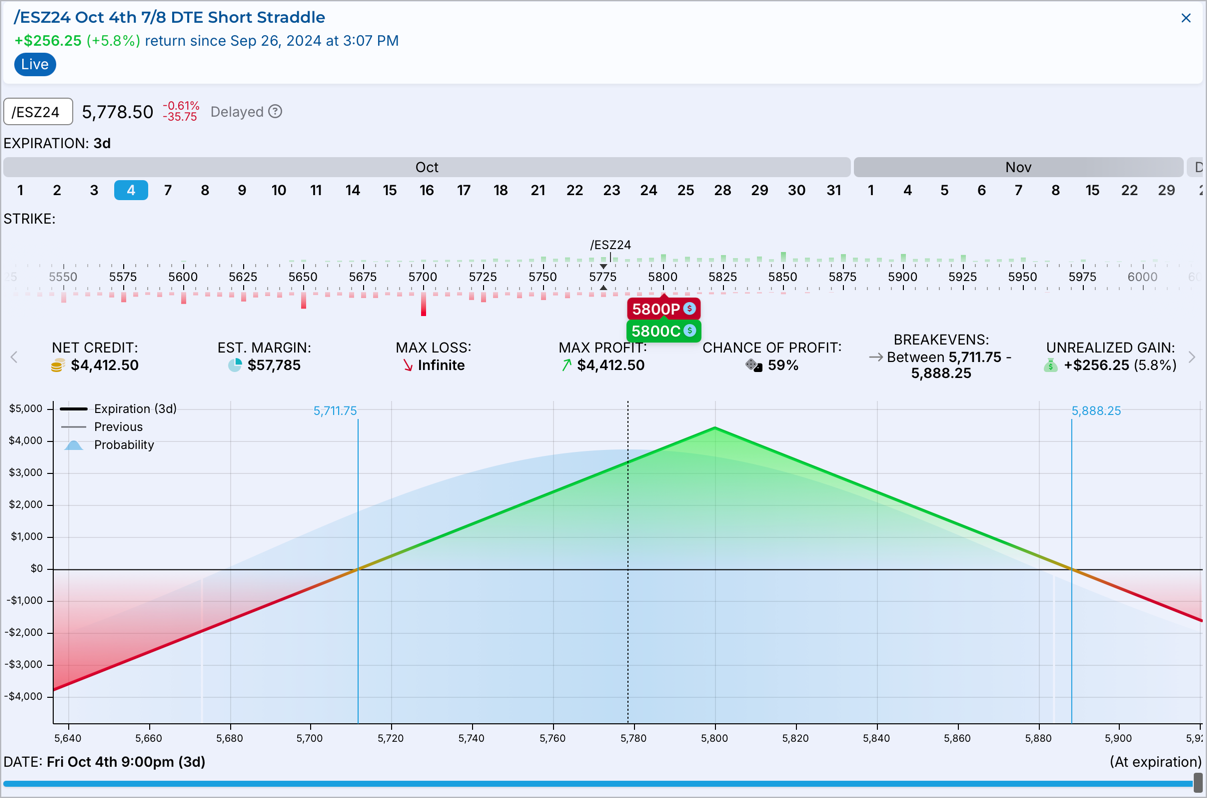 /ESZ24 Oct 4th 7/8 DTE Short Straddle
+$256.25 (+5.8%) return since Sep 26, 2024 at 3:07 PM
Live
/ESZ24 5,778.50 -0.61% -35.75 Delayed
EXPIRATION: 3d
Oct Nov D
1 2 3 4 7 8 9 10 11 14 15 16 17 18 21 22 23 24 25 28 29 30 31 1 4 5 6 7 8 15 22 29
STRIKE:
/ESZ24
5550 5575 5600 5625 5650 5675 5700 5725 5750 5775 5800 5825 5850 5875 5900 5925 5950 5975 6000
5800P
5800C
NET CREDIT: EST. MARGIN: MAX LOSS: MAX PROFIT: CHANCE OF PROFIT: BREAKEVENS: UNREALIZED GAIN:
$4,412.50 $57,785 Infinite $4,412.50 59% Between 5,711.75 - +$256.25 (5.8%)
5,888.25
$5,000
$4,000
$3,000
$2,000
$1,000
$0
-$1,000
-$2,000
-$3,000
-$4,000
Expiration (3d)
Previous
Probability
5,711.75
5,888.25
5,640 5,660 5,680 5,700 5,720 5,740 5,760 5,780 5,800 5,820 5,840 5,860 5,880 5,900
DATE: Fri Oct 4th 9:00pm (3d) (At expiration)